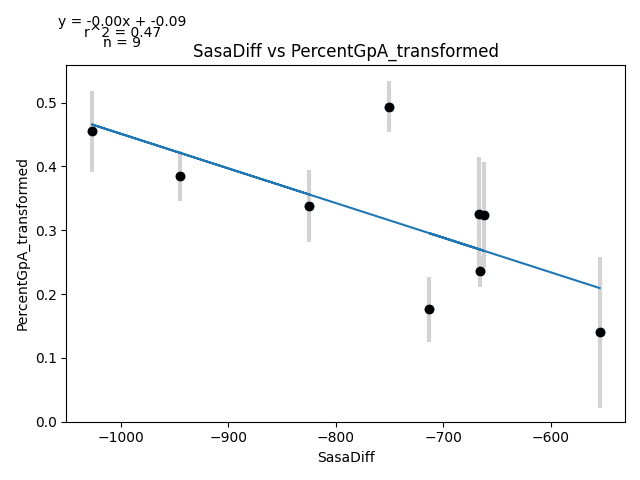 y = -0.00x + -0.09
r^2 = 0.47
n = 9
SasaDiff vs PercentGpA_transformed
PercentGpA_transformed
0.5
0.4
0.3
0.2
0.1
0.0
−1000 −900 −800 −700 −600
SasaDiff